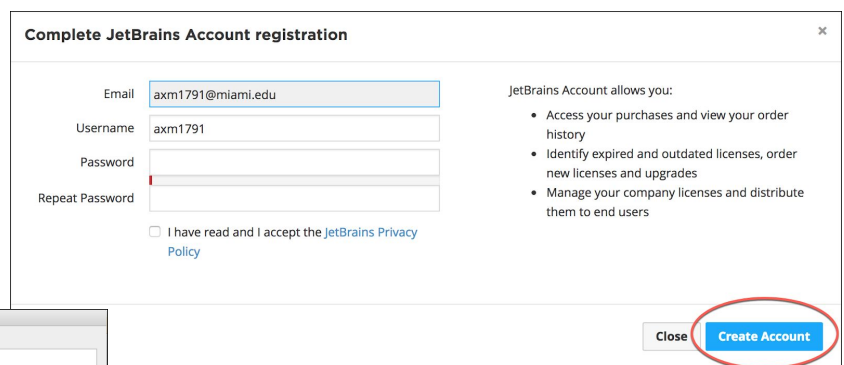 Complete JetBrains Account registration
×
Email axm1791@miami.edu
Username axm1791
Password
Repeat Password
I have read and I accept the JetBrains Privacy
Policy
JetBrains Account allows you:
• Access your purchases and view your order
history
• Identify expired and outdated licenses, order
new licenses and upgrades
• Manage your company licenses and distribute
them to end users
Close Create Account